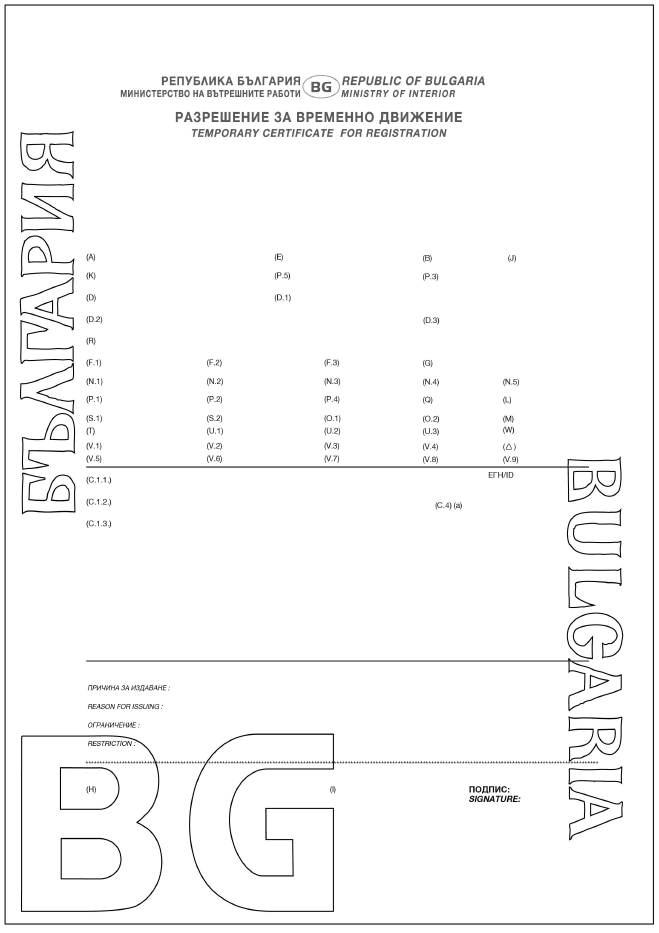 РЕПУБЛИКА БЪЛГАРИЯ BG REPUBLIC OF BULGARIA
МИНИСТЕРСТВО НА ВЪТРЕШНИТЕ РАБОТИ MINISTRY OF INTERIOR
РАЗРЕШЕНИЕ ЗА ВРЕМЕННО ДВИЖЕНИЕ
TEMPORARY CERTIFICATE FOR REGISTRATION
БЪЛГАРИЯ
(A) (E) (B) (J)
(K) (P.5) (P.3)
(D) (D.1)
(D.2) (D.3)
(R)
(F.1) (F.2) (F.3) (G)
(N.1) (N.2) (N.3) (N.4) (N.5)
(P.1) (P.2) (P.4) (Q) (L)
(S.1) (S.2) (O.1) (O.2) (M)
(T) (U.1) (U.2) (U.3) (W)
(V.1) (V.2) (V.3) (V.4) (△)
(V.5) (V.6) (V.7) (V.8) (V.9)
(C.1.1.) ЕГН/ID
(C.1.2.) (C.4) (a)
(C.1.3.)
BULGARIA
ПРИЧИНА ЗА ИЗДАВАНЕ :
REASON FOR ISSUING :
ОГРАНИЧЕНИЕ :
RESTRICTION :
(H) (I) ПОДПИС:
SIGNATURE:
BG